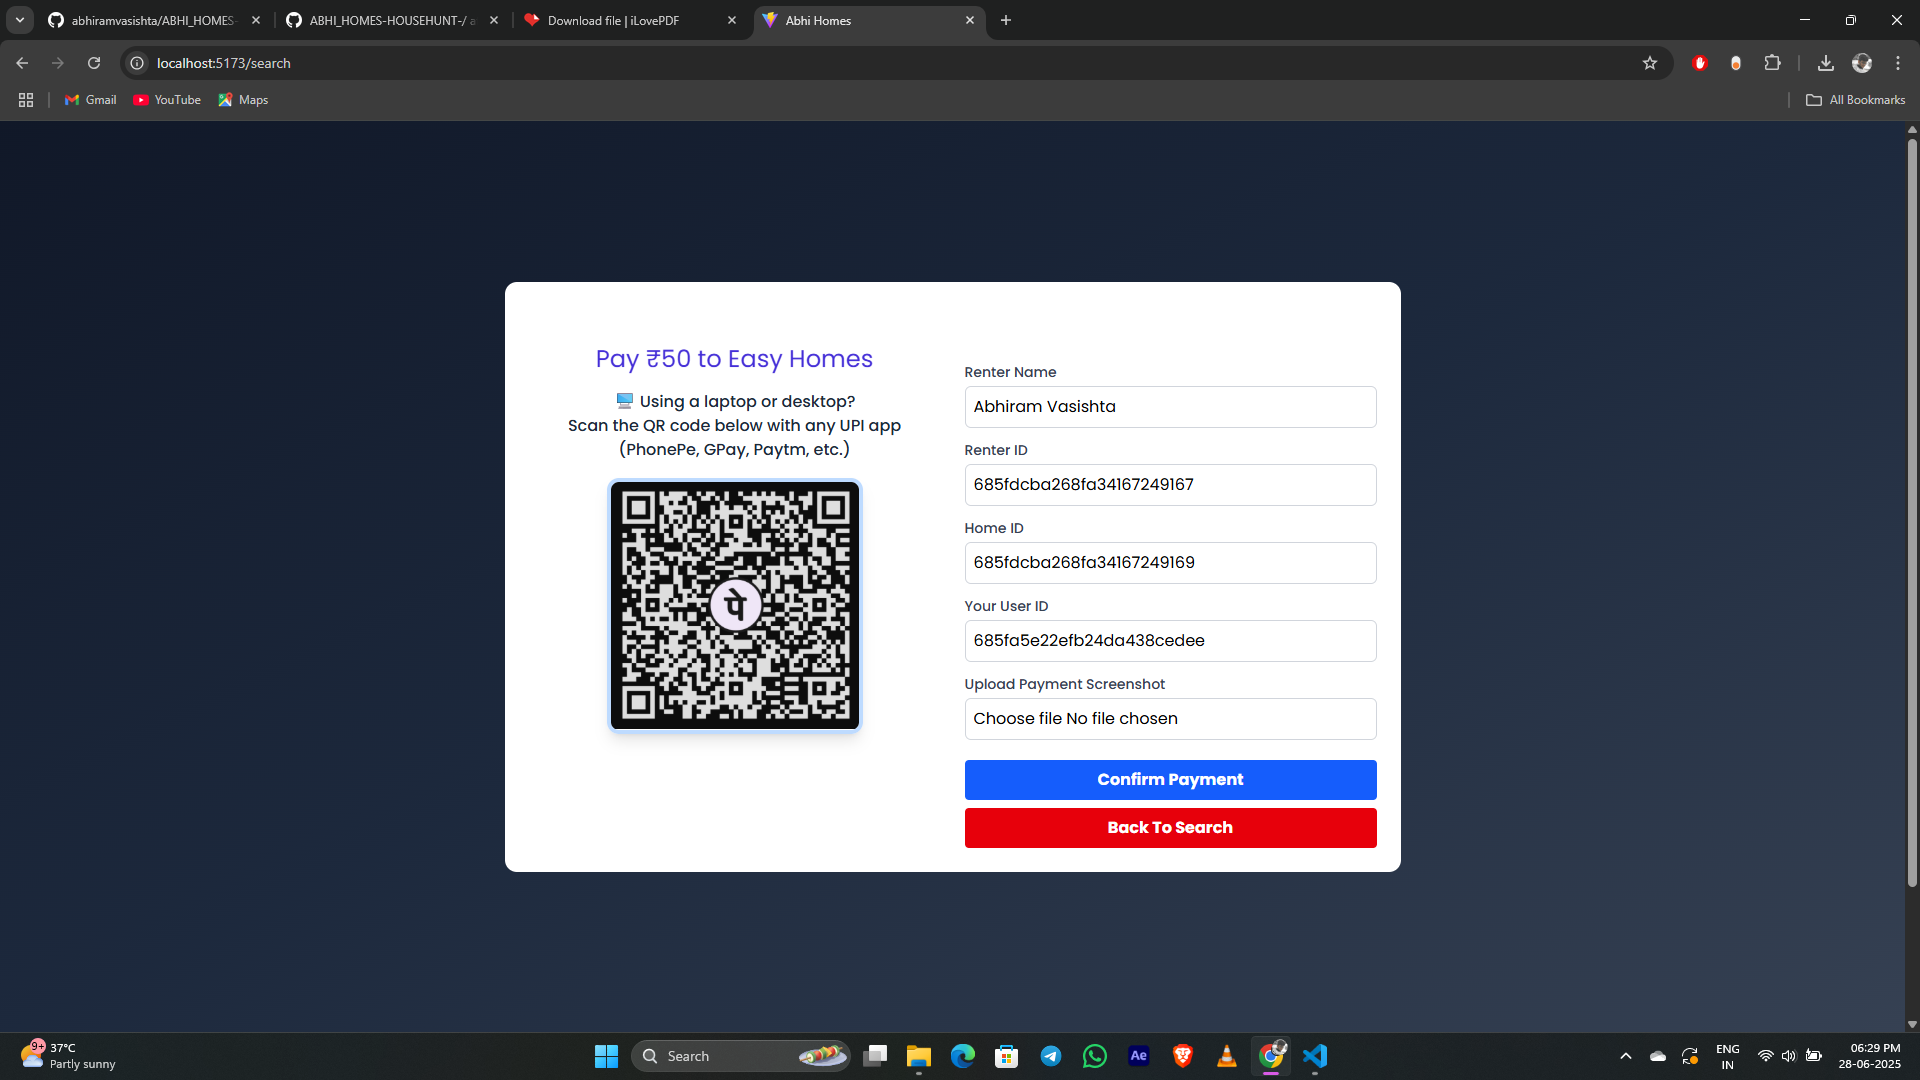 abhiramvasishta/ABHI_HOMES-
ABHI_HOMES-HOUSEHUNT-/ a
Download file | iLovePDF
Abhi Homes
localhost:5173/search
Gmail
YouTube
Maps
All Bookmarks
Pay ₹50 to Easy Homes
Using a laptop or desktop?
Scan the QR code below with any UPI app
(PhonePe, GPay, Paytm, etc.)
पे
Renter Name
Abhiram Vasishta
Renter ID
685fdcba268fa34167249167
Home ID
685fdcba268fa34167249169
Your User ID
685fa5e22efb24da438cedee
Upload Payment Screenshot
Choose file No file chosen
Confirm Payment
Back To Search
9+
37°C
Partly sunny
Search
Ae
ENG
IN
06:29 PM
28-06-2025